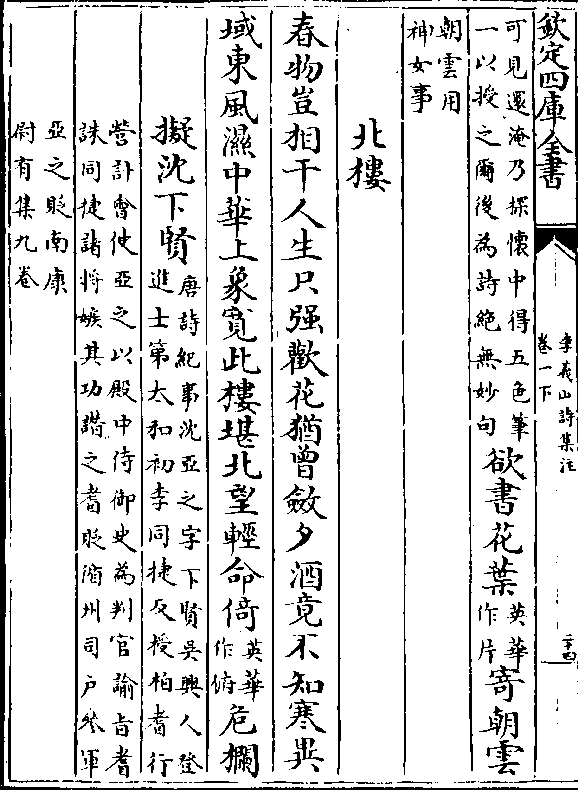 欽定四庫全書
李義山詩集注
卷一下
二十四
可見還淹乃探懷中得五色筆
一以授之爾後為詩絶無妙句
欲書花葉
英華
作片
寄朝雲
朝雲用
神女事
北樓
春物豈相干人生只强歡花猶曾斂夕酒竟不知寒異
域東風濕中華上象寛此樓堪北望輕命倚
英華
作俯
危欄
擬沈下賢
唐詩紀事沈亞之字下賢吳興人登
進士第太和初李同捷反授柏耆行
營計會使亞之以殿中侍御史為判官諭旨耆
誅同捷諸將嫉其功譖之耆貶循州司户叅軍
亞之貶南康
尉有集九卷